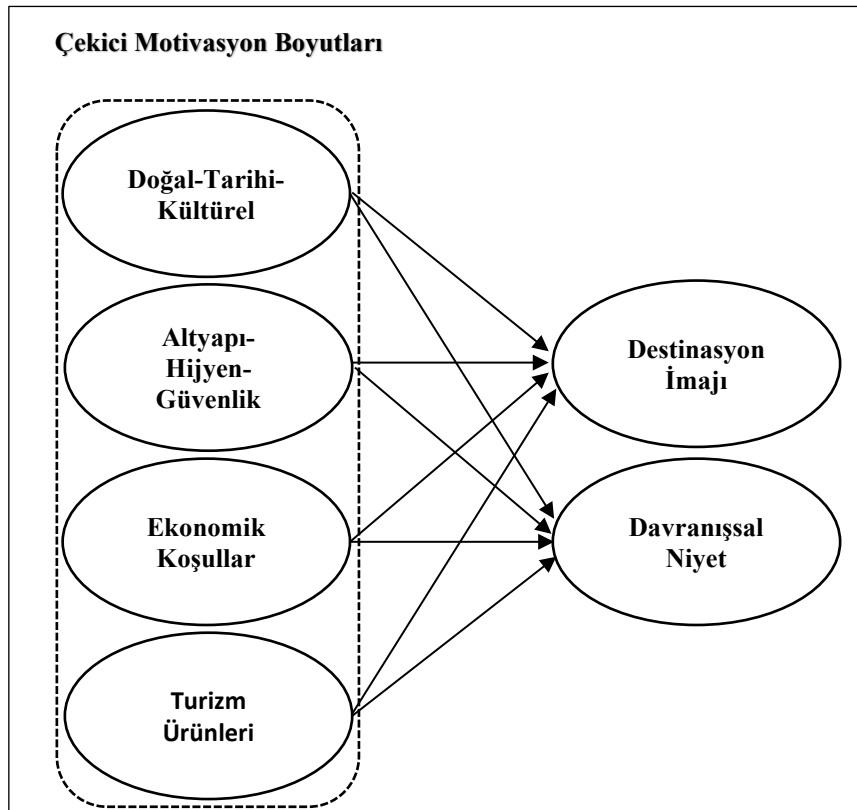 Çekici Motivasyon Boyutları
Doğal-Tarihi-
Kültürel
Altyapı-
Hijyen-
Güvenlik
Ekonomik
Koşullar
Turizm
Ürünleri
Destinasyon
İmajı
Davranışsal
Niyet